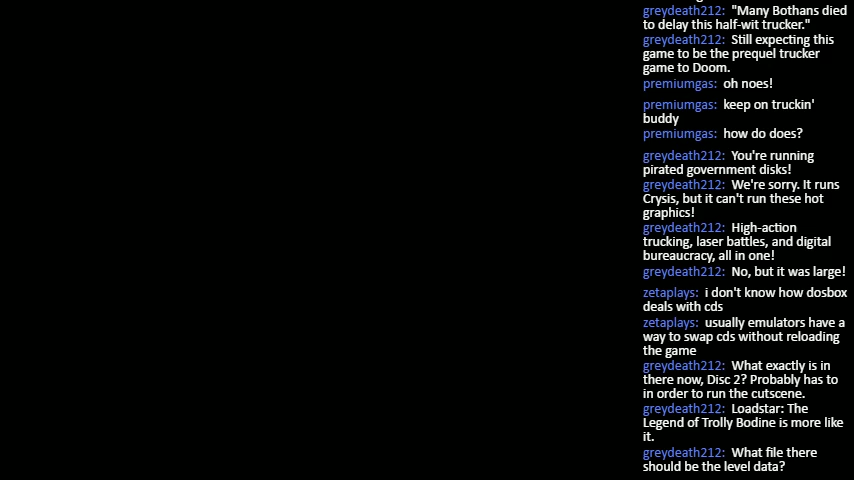 greydeath212: "Many Bothans died
to delay this half-wit trucker."
greydeath212: Still expecting this
game to be the prequel trucker
game to Doom.
premiumgas: oh noes!
premiumgas: keep on truckin'
buddy
premiumgas: how do does?
greydeath212: You're running
pirated government disks!
greydeath212: We're sorry. It runs
Crysis, but it can't run these hot
graphics!
greydeath212: High-action
trucking, laser battles, and digital
bureaucracy, all in one!
greydeath212: No, but it was large!
zetaplays: i don't know how dosbox
deals with cds
zetaplays: usually emulators have a
way to swap cds without reloading
the game
greydeath212: What exactly is in
there now, Disc 2? Probably has to
in order to run the cutscene.
greydeath212: Loadstar: The
Legend of Trolly Bodine is more like
it.
greydeath212: What file there
should be the level data?